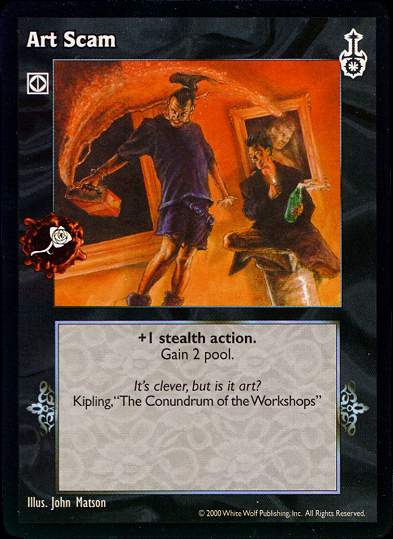 Art Scam
+1 stealth action.
Gain 2 pool.
It's clever, but is it art?
Kipling, "The Conundrum of the Workshops"
Illus. John Matson
© 2000 White Wolf Publishing, Inc. All Rights Reserved.